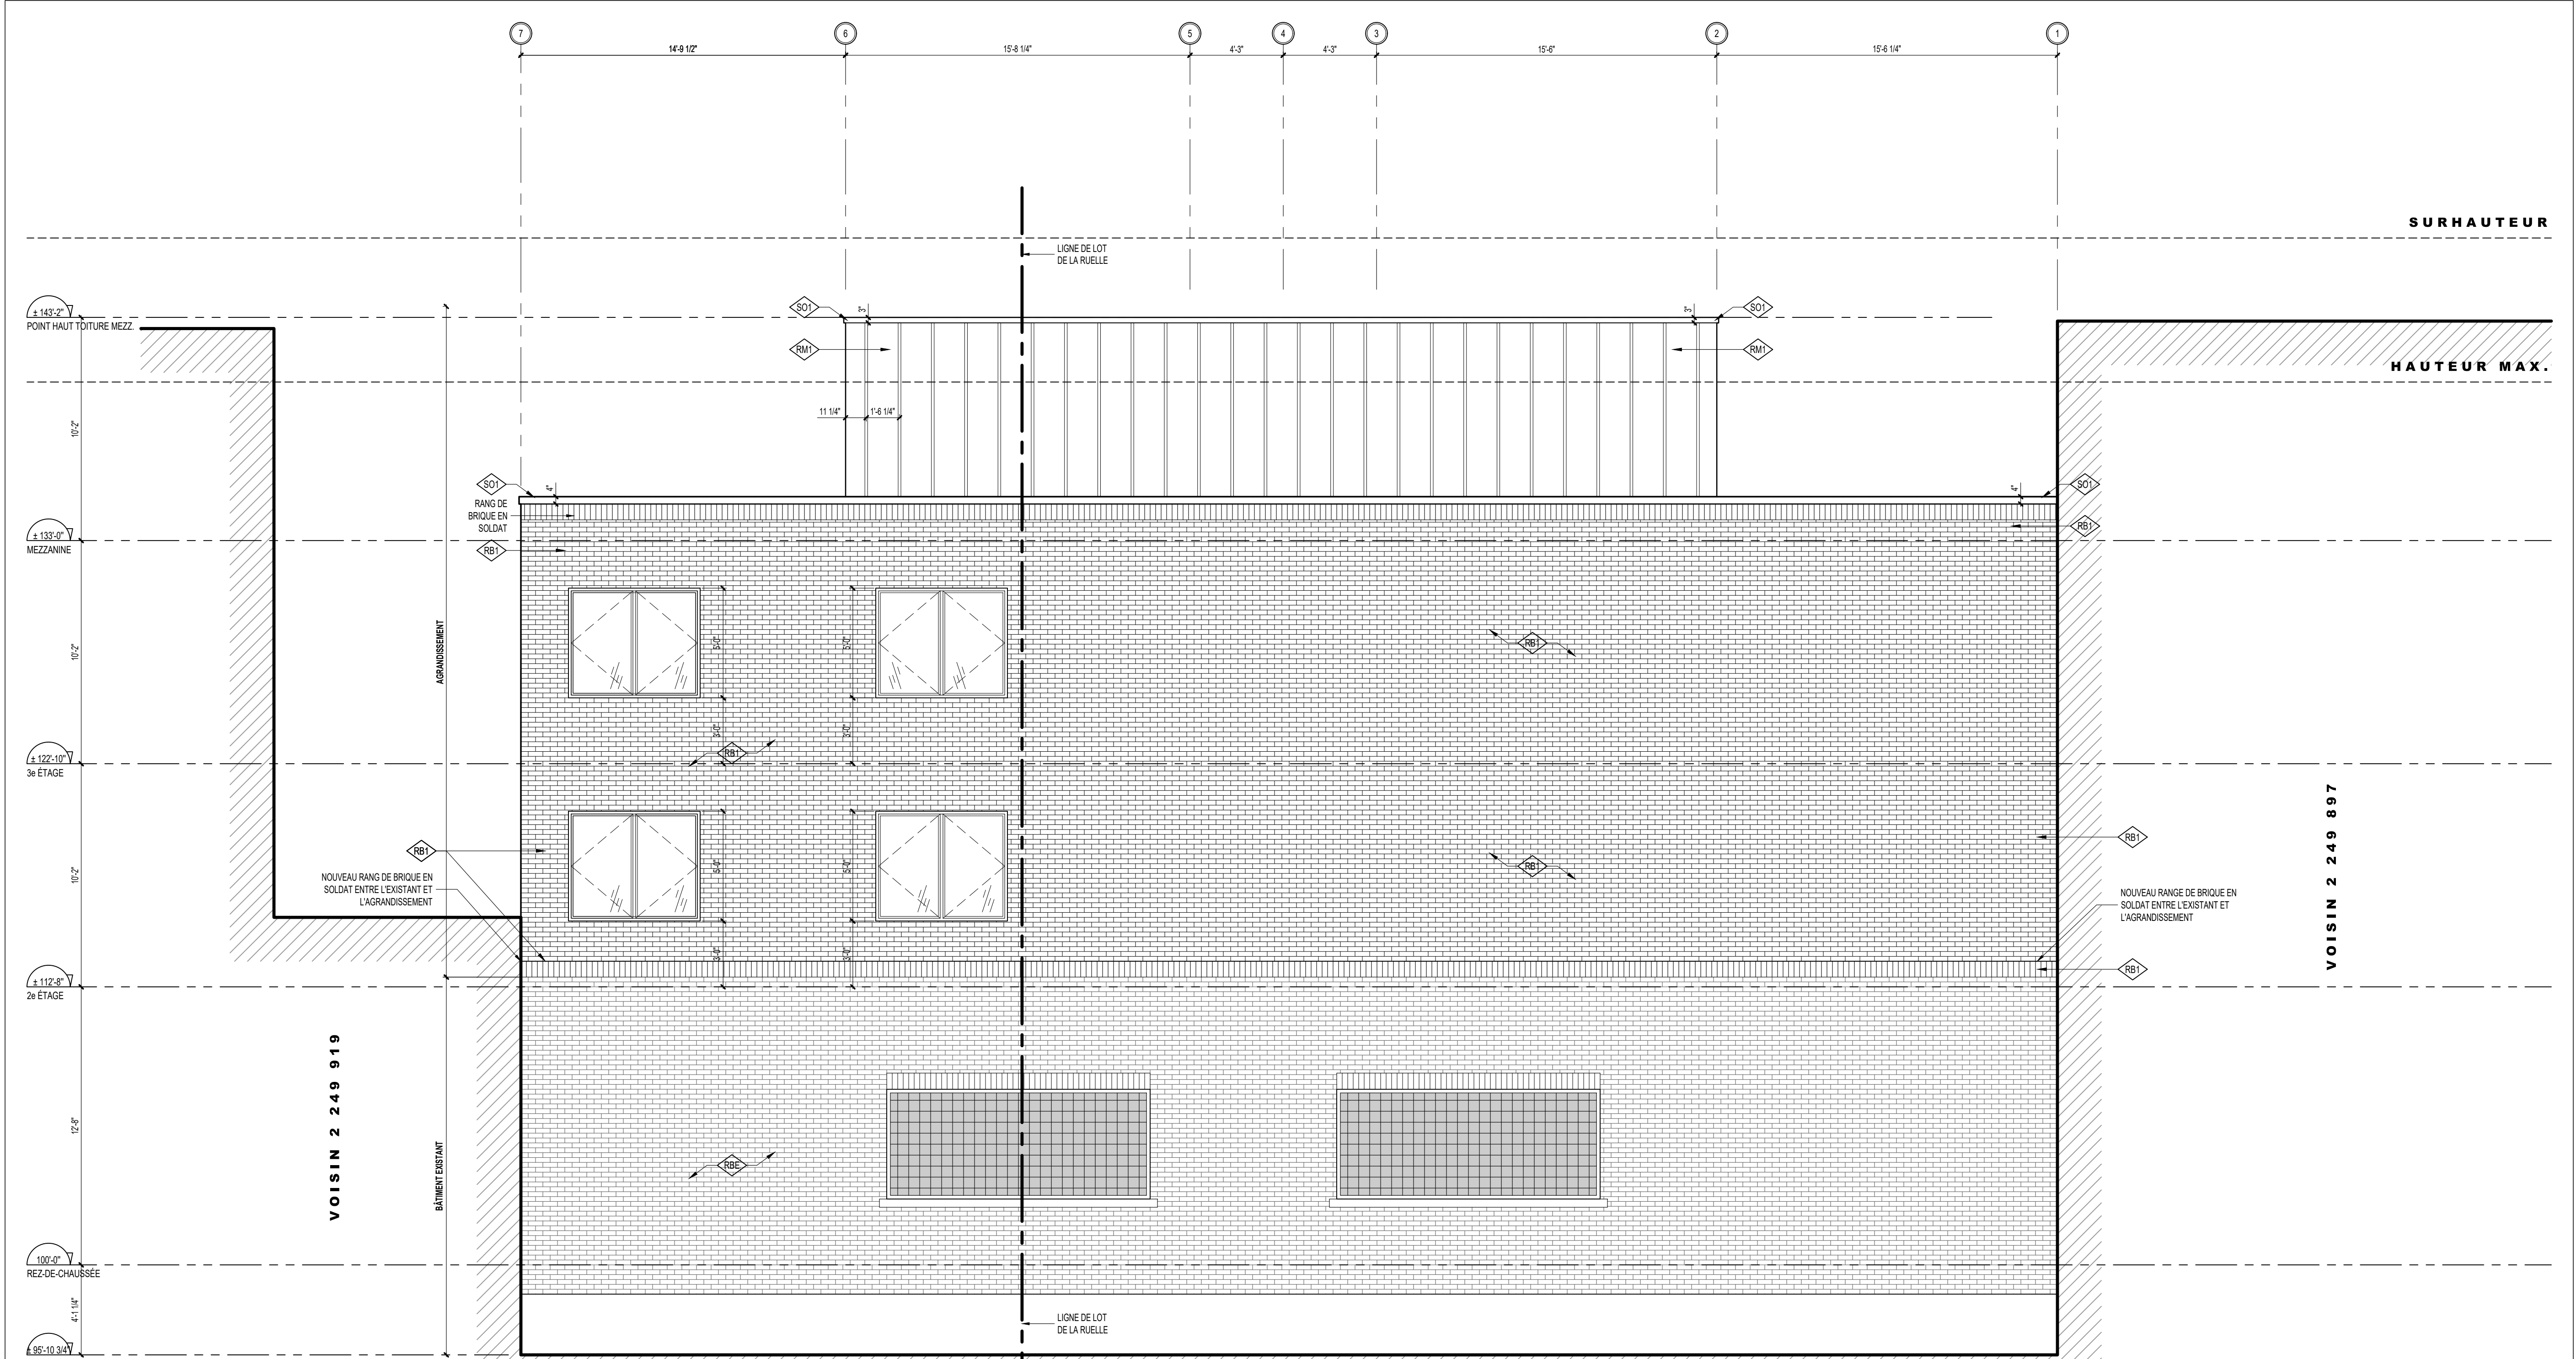 7
6
5
4
3
2
1
14'-9 1/2"
15'-8 1/4"
4'-3"
4'-3"
15'-6"
15'-6 1/4"
SURHAUTEUR
LIGNE DE LOT
DE LA RUELLE
± 143'-2"
POINT HAUT TOITURE MEZZ.
SO1
3"
3"
SO1
RM1
RM1
HAUTEUR MAX.
11 1/4"
1'-6 1/4"
10'-2"
SO1
4"
4"
SO1
RANG DE
BRIQUE EN
SOLDAT
RB1
± 133'-0"
MEZZANINE
RB1
AGRANDISSEMENT
10'-2"
5'-0"
5'-0"
RB1
3'-0"
3'-0"
RB1
± 122'-10"
3e ÉTAGE
VOISIN 2 249 897
RB1
RB1
5'-0"
5'-0"
RB1
10'-2"
NOUVEAU RANG DE BRIQUE EN
SOLDAT ENTRE L'EXISTANT ET
L'AGRANDISSEMENT
NOUVEAU RANGE DE BRIQUE EN
SOLDAT ENTRE L'EXISTANT ET
L'AGRANDISSEMENT
3'-0"
3'-0"
RB1
± 112'-8"
2e ÉTAGE
VOISIN 2 249 919
12'-8"
BÂTIMENT EXISTANT
RBE
100'-0"
REZ-DE-CHAUSSÉE
4'-1 1/4"
LIGNE DE LOT
DE LA RUELLE
± 95'-10 3/4"